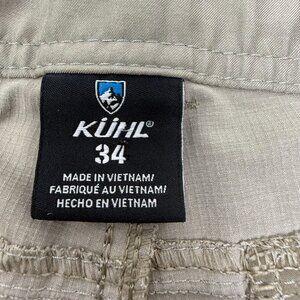 KÜHL®
34
MADE IN VIETNAM/
FABRIQUÉ AU VIETNAM/
HECHO EN VIETNAM